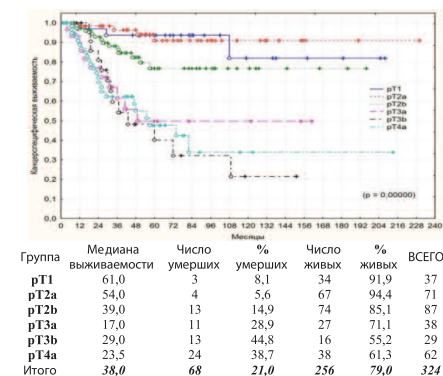 Канцерспецифическая выживаемость
1,0
0,9
0,8
0,7
0,6
0,5
0,4
0,3
0,2
0,1
0,0
pT1
pT2a
pT2b
pT3a
pT3b
pT4a
(p = 0,00000)
0 12 24 36 48 60 72 84 96 108 120 132 144 156 168 180 192 204 216 228 240
Месяцы
Группа Медиана выживаемости Число умерших % умерших Число живых % живых ВСЕГО
pT1 61,0 3 8,1 34 91,9 37
pT2a 54,0 4 5,6 67 94,4 71
pT2b 39,0 13 14,9 74 85,1 87
pT3a 17,0 11 28,9 27 71,1 38
pT3b 29,0 13 44,8 16 55,2 29
pT4a 23,5 24 38,7 38 61,3 62
Итого 38,0 68 21,0 256 79,0 324